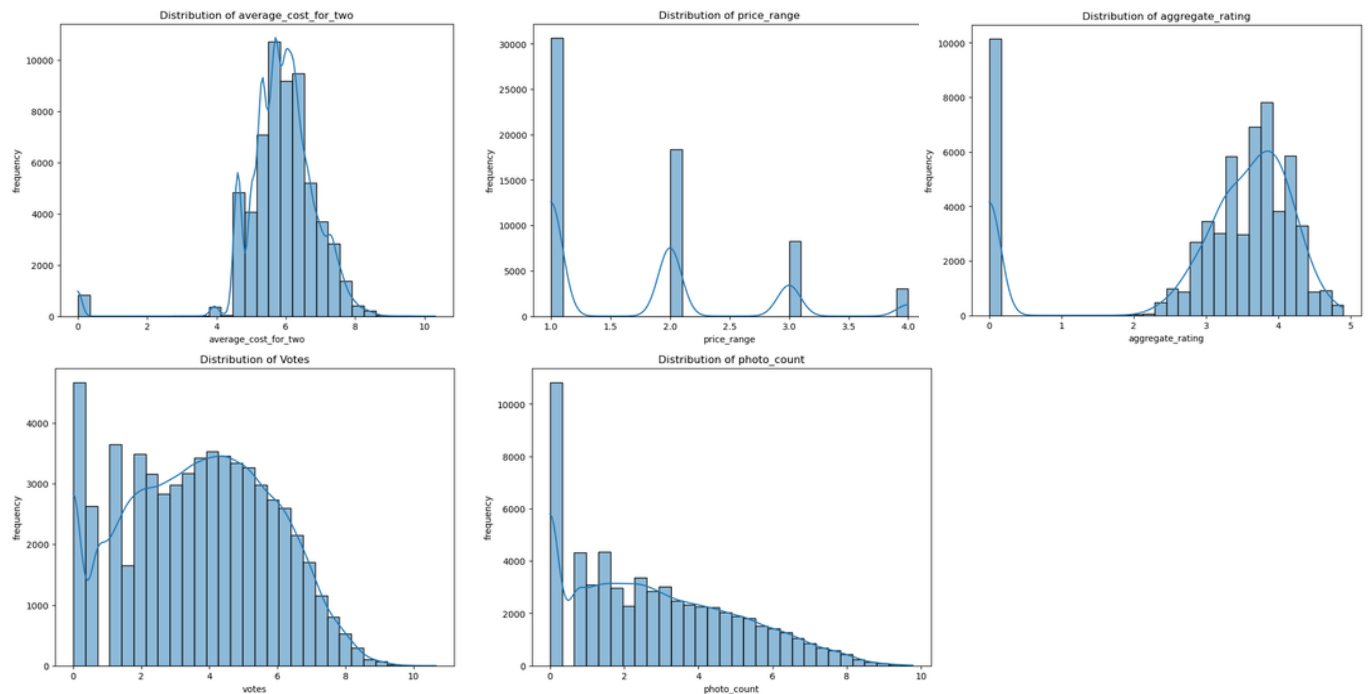 Distribution of average_cost_for_two
10000
8000
6000
4000
2000
0
frequency
0 2 4 6 8 10
average_cost_for_two
Distribution of price_range
30000
25000
20000
15000
10000
5000
0
frequency
1.0 1.5 2.0 2.5 3.0 3.5 4.0
price_range
Distribution of aggregate_rating
10000
8000
6000
4000
2000
0
frequency
0 1 2 3 4 5
aggregate_rating
Distribution of Votes
4000
3000
2000
1000
0
frequency
0 2 4 6 8 10
votes
Distribution of photo_count
10000
8000
6000
4000
2000
0
frequency
0 2 4 6 8 10
photo_count